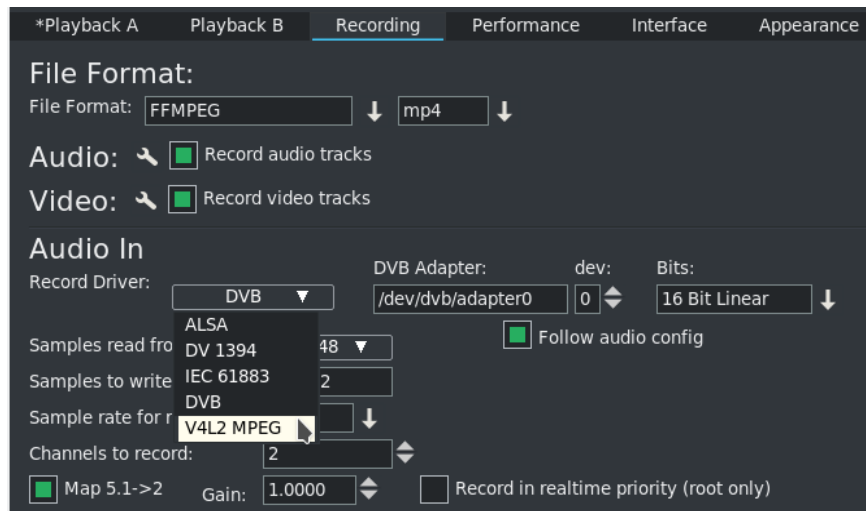 *Playback A Playback B Recording Performance Interface Appearance
File Format:
File Format: FFMPEG mp4
Audio: Record audio tracks
Video: Record video tracks
Audio In
DVB Adapter: dev: Bits:
Record Driver:
DVB /dev/dvb/adapter0 0 16 Bit Linear
ALSA
Follow audio config
Samples read 48
DV 1394
IEC 61883
Samples to write 2
DVB
Sample rate for
V4L2 MPEG
Channels to record: 2
Map 5.1->2 Gain: 1.0000 Record in realtime priority (root only)